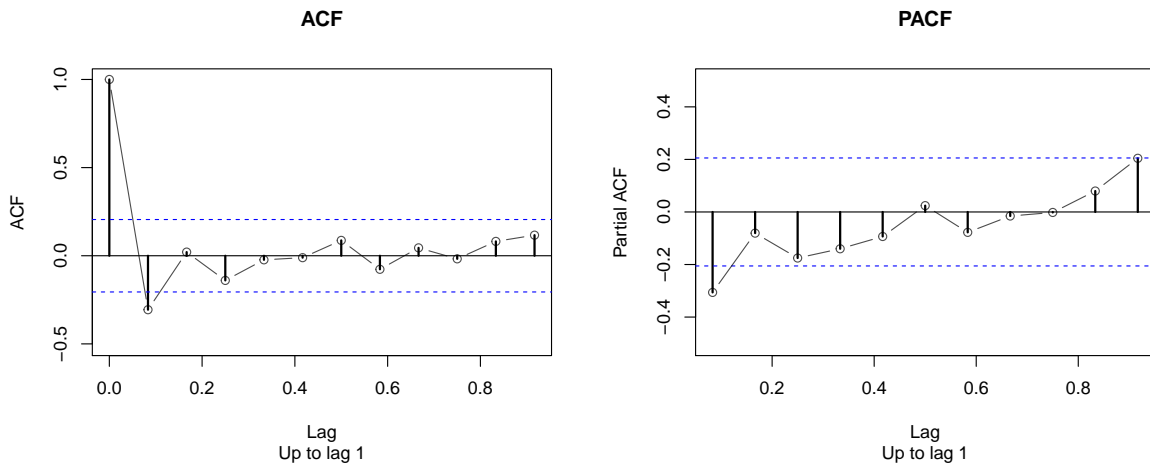 ACF
ACF
1.0
0.5
0.0
−0.5
0.0 0.2 0.4 0.6 0.8
Lag
Up to lag 1
PACF
Partial ACF
0.4
0.2
0.0
−0.2
−0.4
0.2 0.4 0.6 0.8
Lag
Up to lag 1